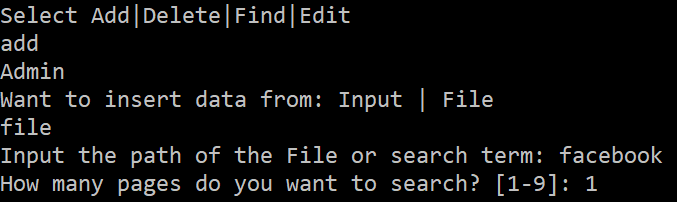 Select Add|Delete|Find|Edit
add
Admin
Want to insert data from: Input | File
file
Input the path of the File or search term: facebook
How many pages do you want to search? [1-9]: 1